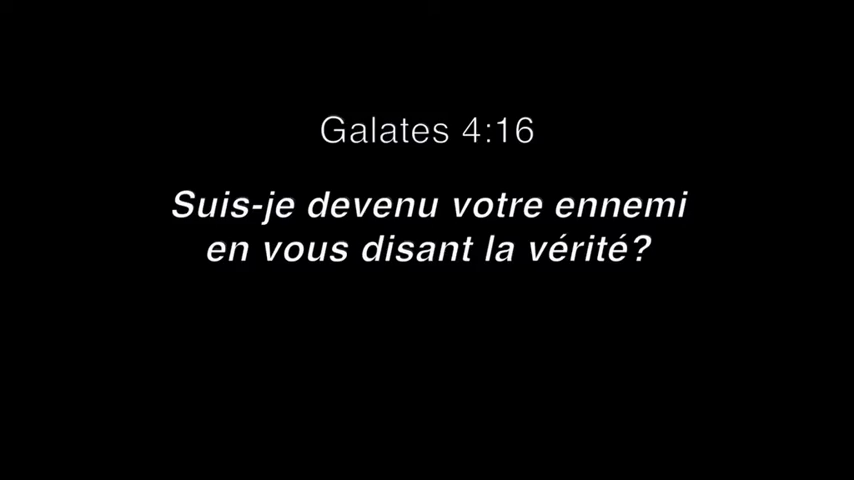 Galates 4:16
Suis-je devenu votre ennemi
en vous disant la vérité?